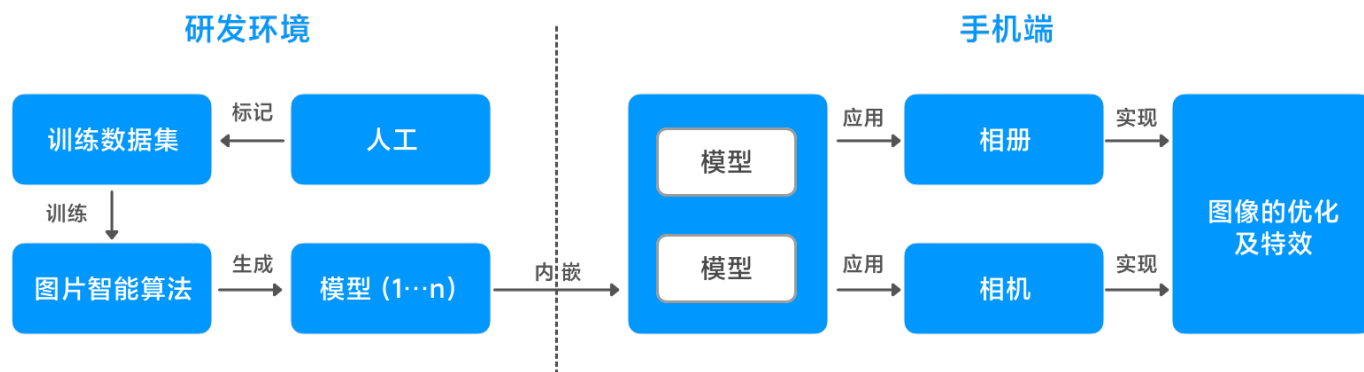 研发环境
手机端
标记
训练数据集
人工
训练
图片智能算法
生成
模型 (1…n)
内嵌
模型
模型
应用
相册
实现
应用
相机
实现
图像的优化
及特效